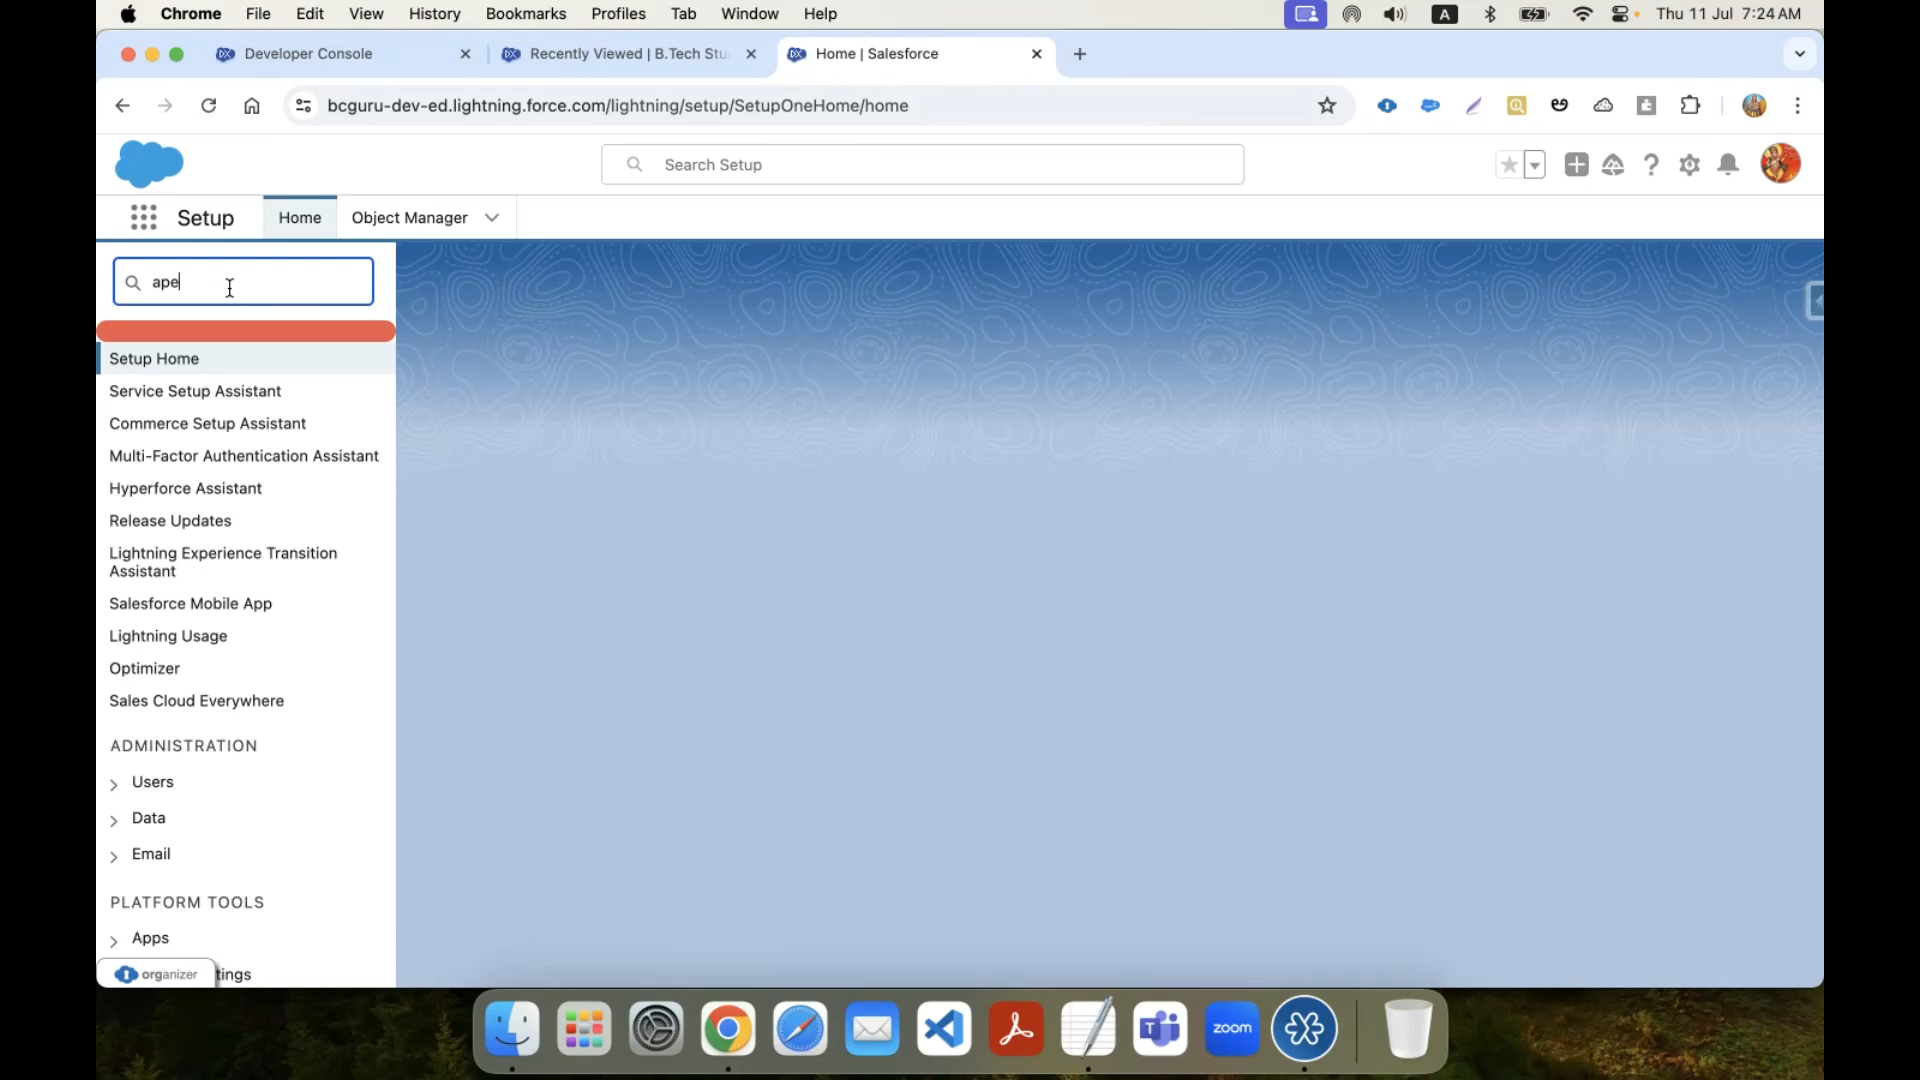 Chrome File Edit View History Bookmarks Profiles Tab Window Help A Thu 11 Jul 7:24 AM
Developer Console Recently Viewed | B.Tech Stu Home | Salesforce
bcguru-dev-ed.lightning.force.com/lightning/setup/SetupOneHome/home
Search Setup
Setup Home Object Manager
ape
Setup Home
Service Setup Assistant
Commerce Setup Assistant
Multi-Factor Authentication Assistant
Hyperforce Assistant
Release Updates
Lightning Experience Transition
Assistant
Salesforce Mobile App
Lightning Usage
Optimizer
Sales Cloud Everywhere
ADMINISTRATION
Users
Data
Email
PLATFORM TOOLS
Apps
organizer tings
zoom